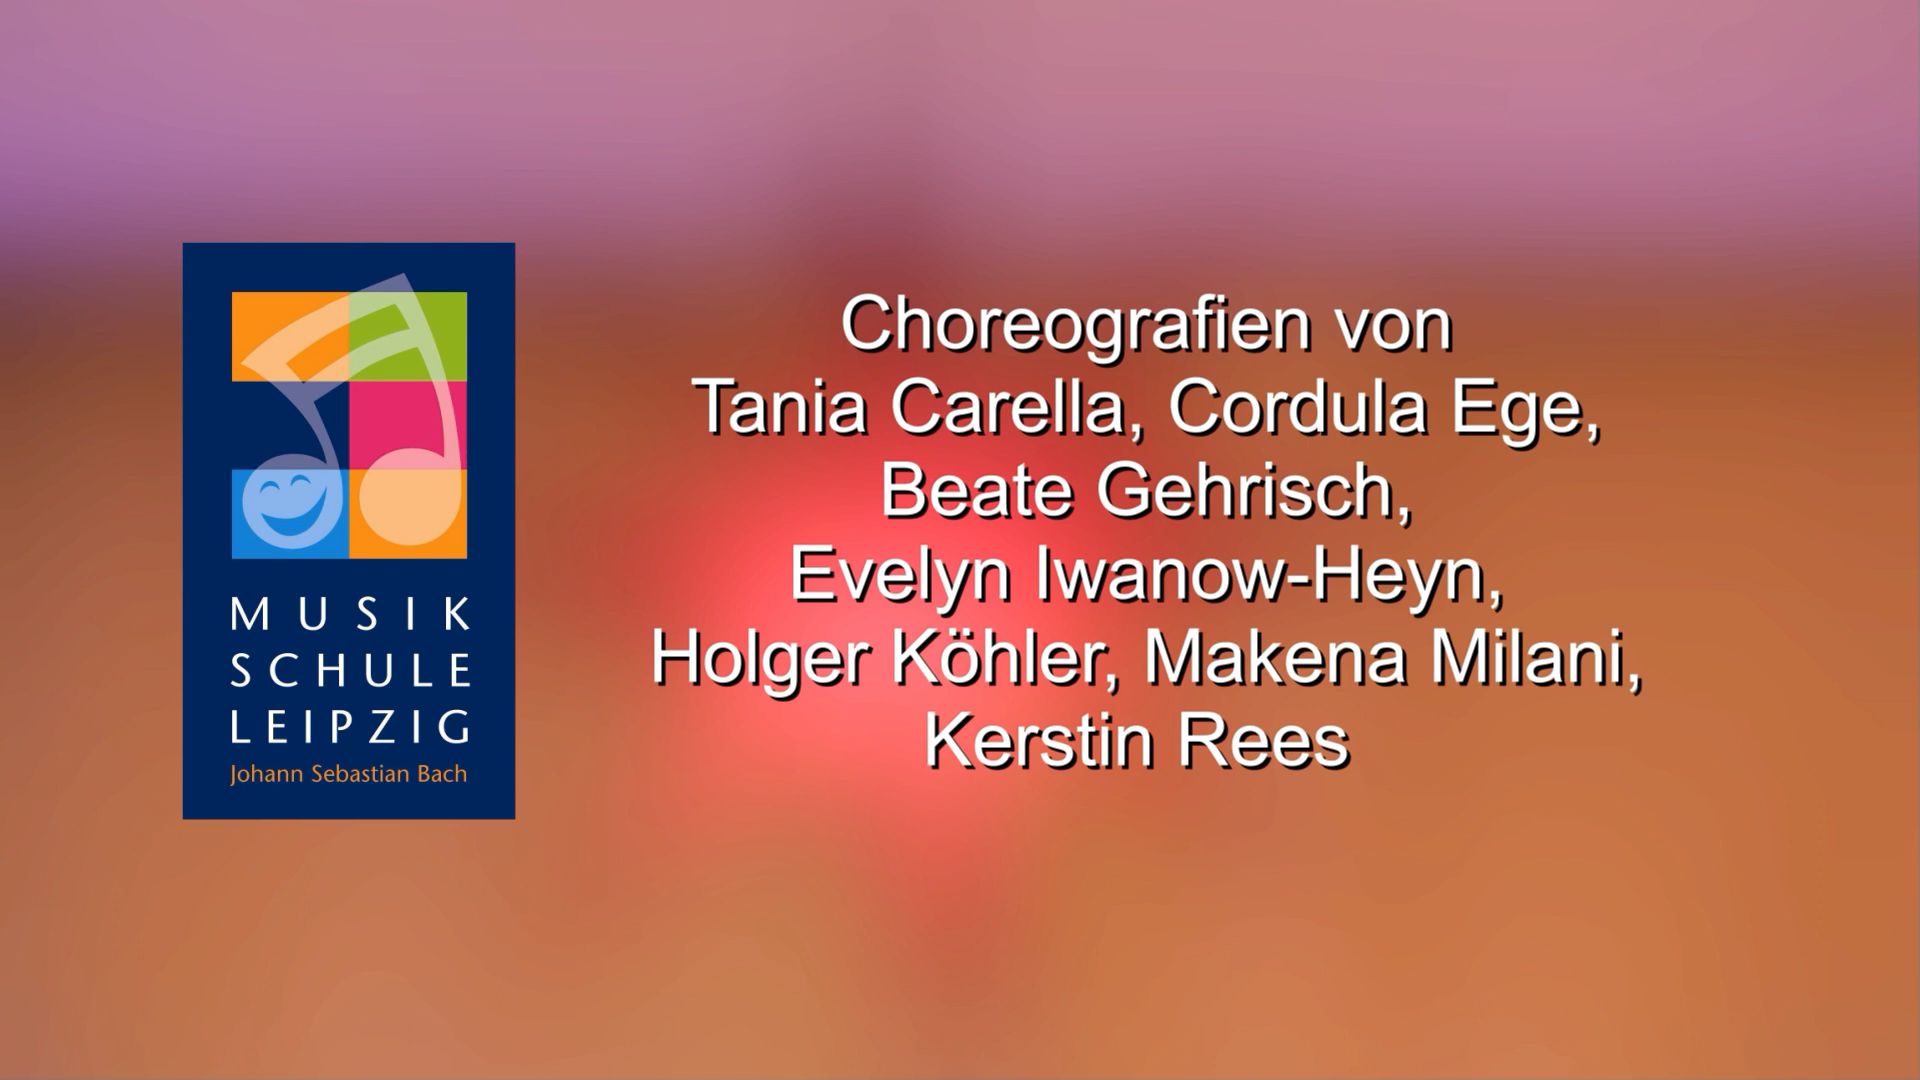 MUSIK
SCHULE
LEIPZIG
Johann Sebastian Bach
Choreografien von
Tania Carella, Cordula Ege,
Beate Gehrisch,
Evelyn Iwanow-Heyn,
Holger Köhler, Makena Milani,
Kerstin Rees